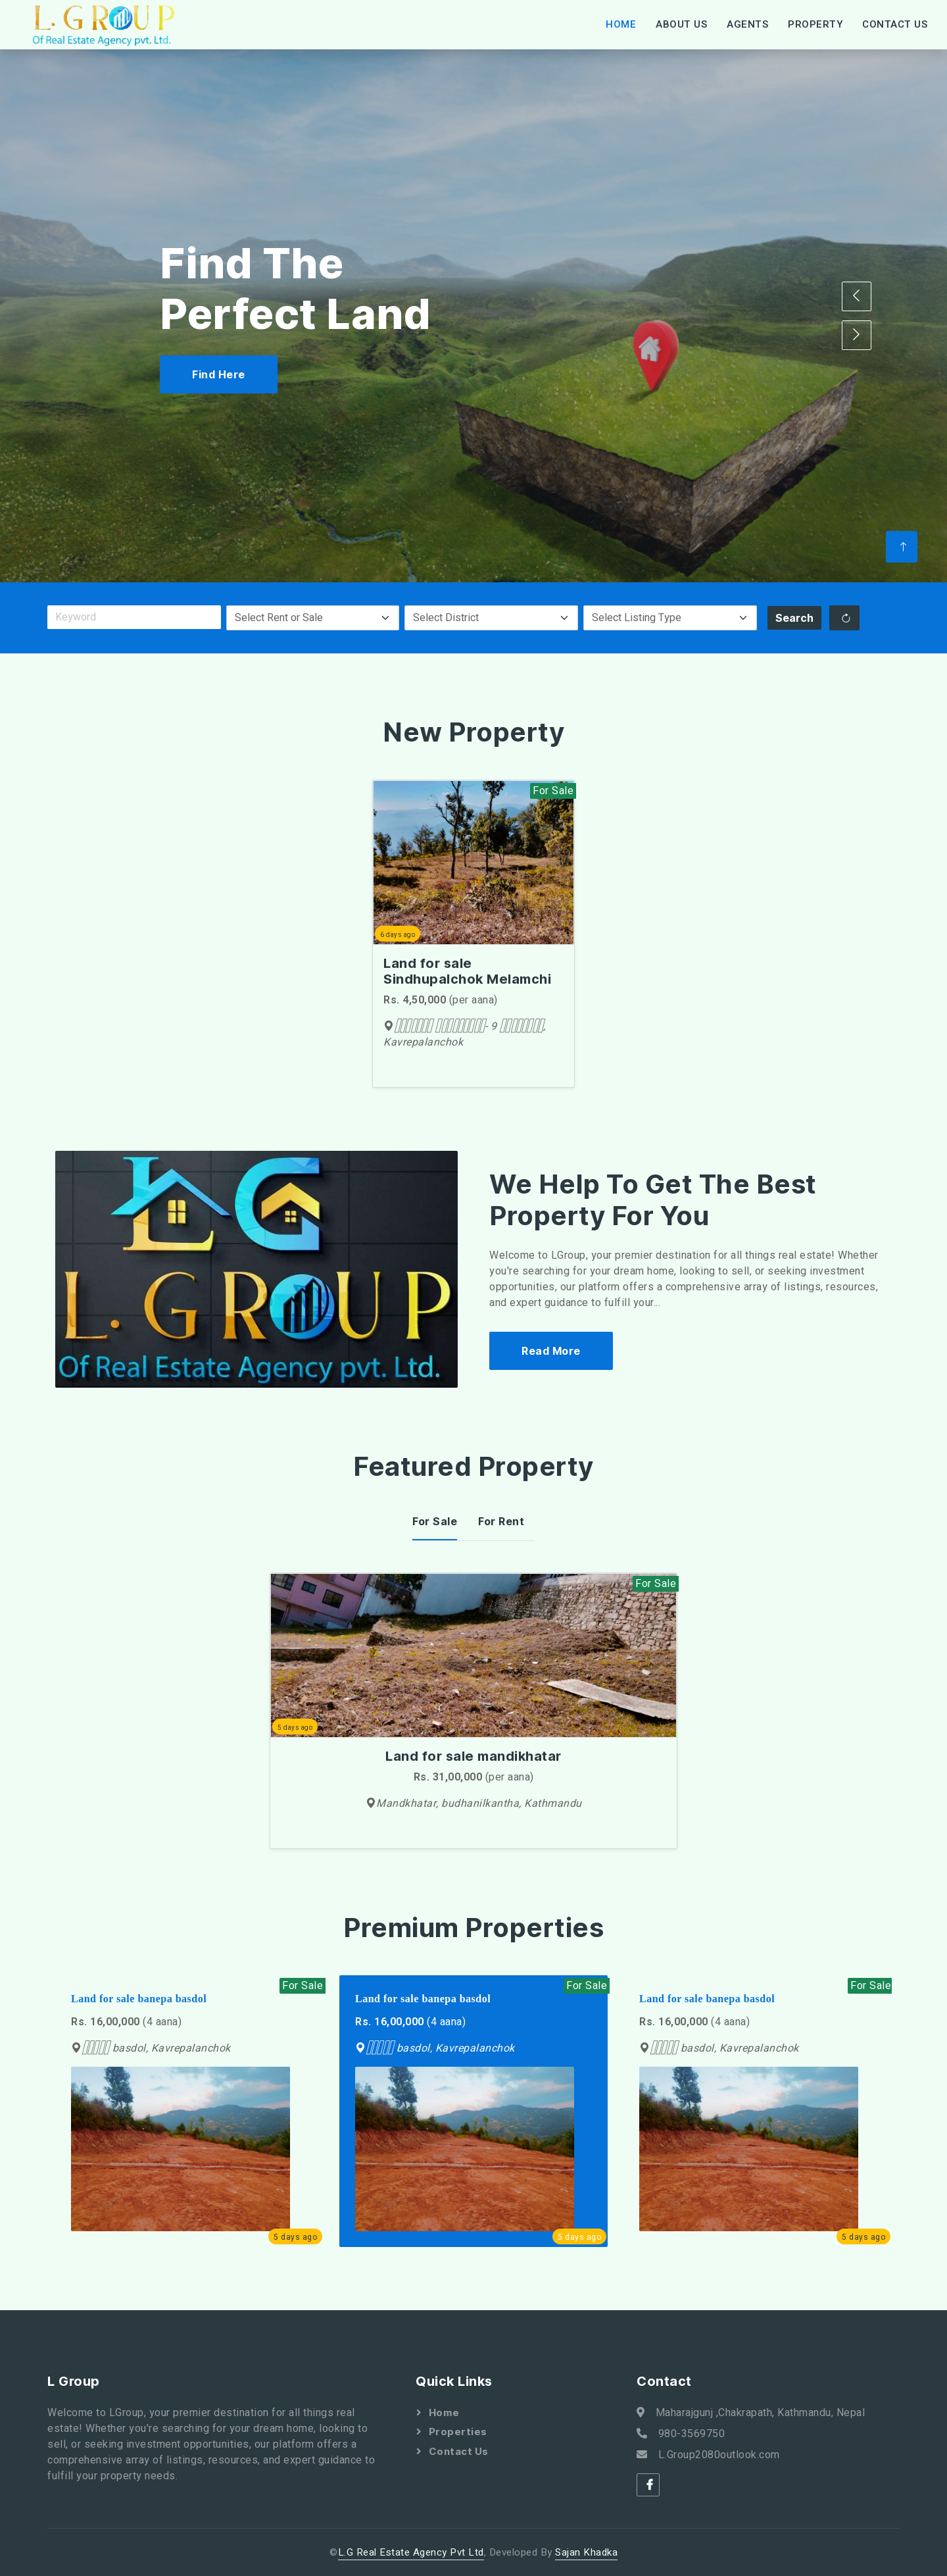 L. GROUP
Of Real Estate Agency pvt. Ltd.
HOME ABOUT US AGENTS PROPERTY CONTACT US
Find The
Perfect Land
Find Here
Keyword Select Rent or Sale Select District Select Listing Type Search
New Property
For Sale
6 days ago
Land for sale
Sindhupalchok Melamchi
Rs. 4,50,000 (per aana)
- 9 ,
Kavrepalanchok
LG
L. GROUP
Of Real Estate Agency pvt. Ltd.
We Help To Get The Best
Property For You
Welcome to LGroup, your premier destination for all things real estate! Whether
you're searching for your dream home, looking to sell, or seeking investment
opportunities, our platform offers a comprehensive array of listings, resources,
and expert guidance to fulfill your...
Read More
Featured Property
For Sale For Rent
For Sale
5 days ago
Land for sale mandikhatar
Rs. 31,00,000 (per aana)
Mandkhatar, budhanilkantha, Kathmandu
Premium Properties
For Sale
Land for sale banepa basdol
Rs. 16,00,000 (4 aana)
basdol, Kavrepalanchok
5 days ago
For Sale
Land for sale banepa basdol
Rs. 16,00,000 (4 aana)
basdol, Kavrepalanchok
5 days ago
For Sale
Land for sale banepa basdol
Rs. 16,00,000 (4 aana)
basdol, Kavrepalanchok
5 days ago
L Group
Welcome to LGroup, your premier destination for all things real
estate! Whether you're searching for your dream home, looking to
sell, or seeking investment opportunities, our platform offers a
comprehensive array of listings, resources, and expert guidance to
fulfill your property needs.
Quick Links
Home
Properties
Contact Us
Contact
Maharajgunj ,Chakrapath, Kathmandu, Nepal
980-3569750
L.Group2080outlook.com
©L.G Real Estate Agency Pvt Ltd, Developed By Sajan Khadka